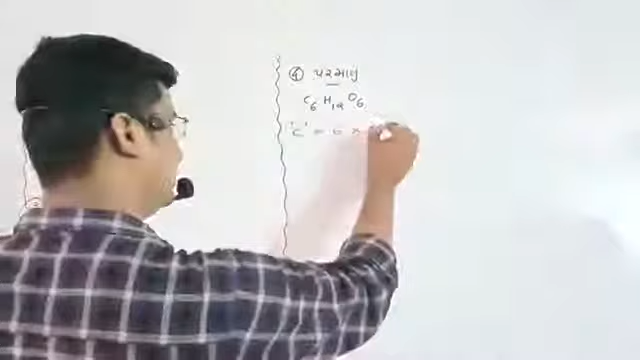 ④ પરમાણુ
C₆ H₁₂ O₆
'C' = 6 ×